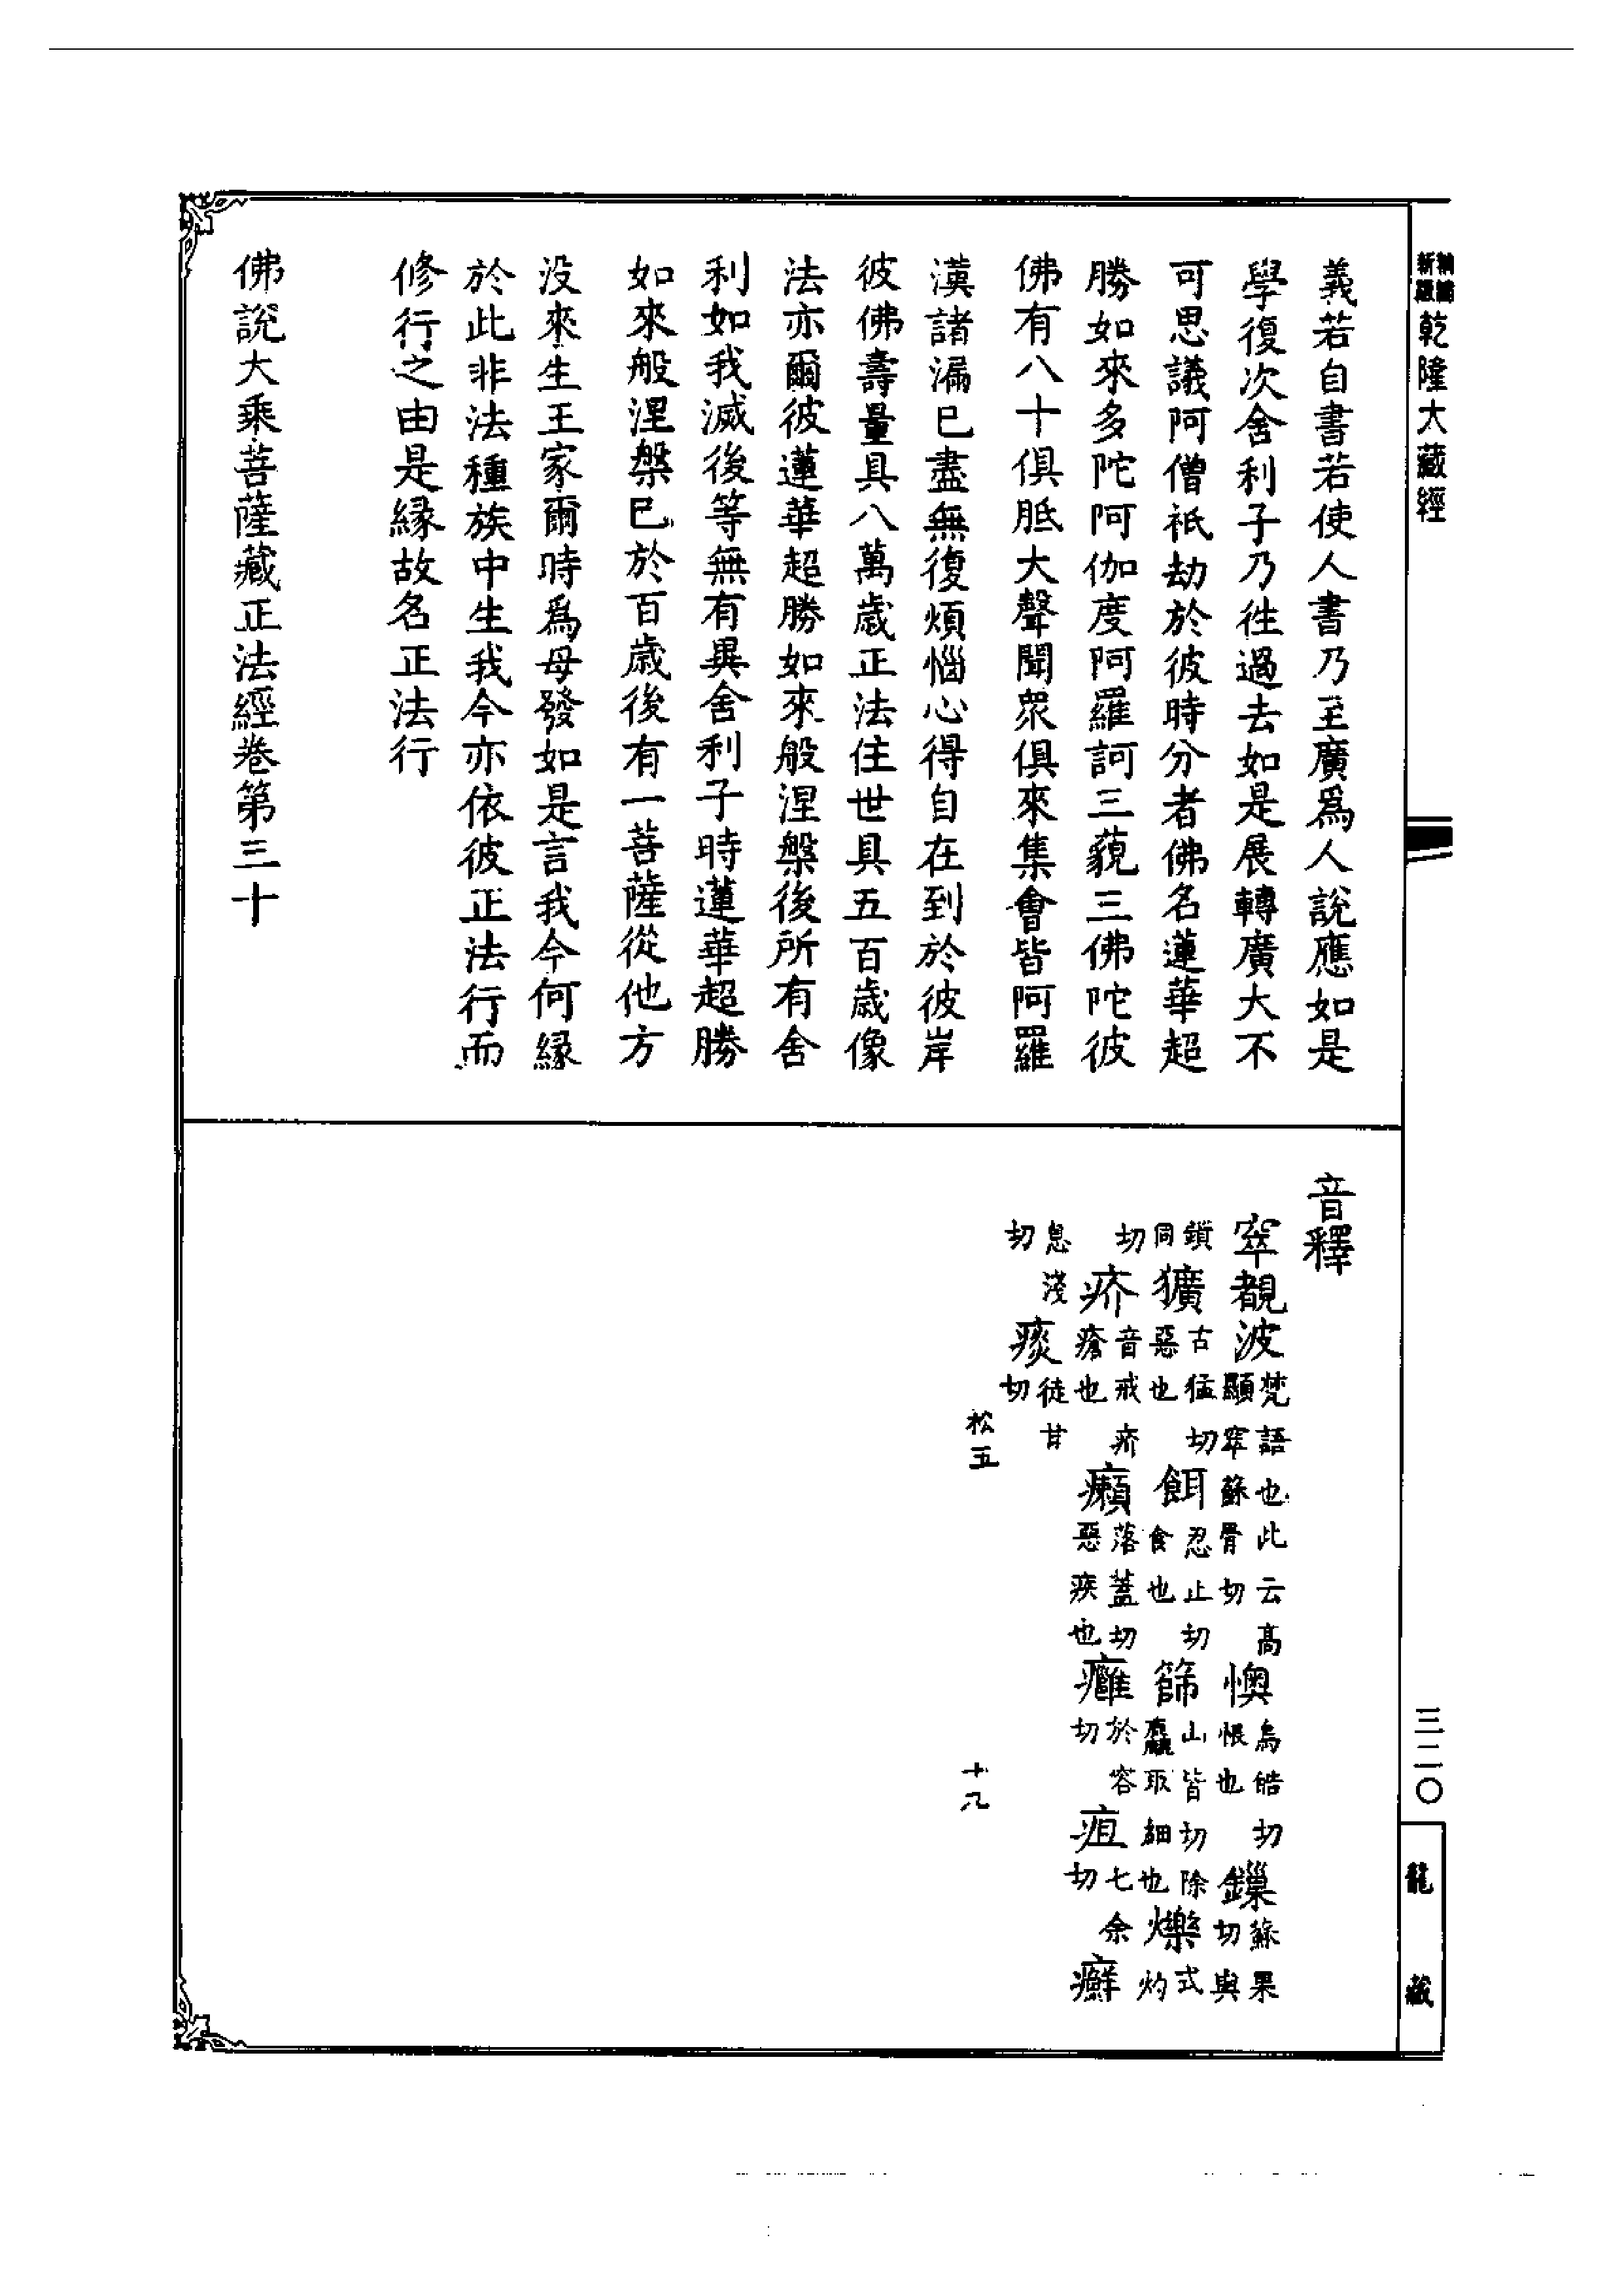 乾隆大藏經
三二〇
龍藏
義若自書若使人書乃至廣爲人說應如是
學復次舍利子乃往過去如是展轉廣大不
可思議阿僧祇劫於彼時分者佛名蓮華超
勝如來多陀阿伽度阿羅訶三藐三佛陀彼
佛有八十俱胝大聲聞衆俱來集會皆阿羅
漢諸漏已盡無復煩惱心得自在到於彼岸
彼佛壽量具八萬歲正法住世具五百歲像
法亦爾彼蓮華超勝如來般涅槃後所有舍
利如我滅後等無有異舍利子時蓮華超勝
如來般涅槃已於百歲後有一菩薩從他方
没來生王家爾時爲母發如是言我今何緣
於此非法種族中生我今亦依彼正法行而
修行之由是緣故名正法行
佛說大乘菩薩藏正法經卷第三十
音釋
窣覩波梵語也此云高顯窣蘇骨切懊烏皓切恨也鏁蘇果切與
鎖同獷古猛切惡也餌忍止切食也篩山皆切除麤取細也爍式灼
切疥音戒疥瘡也癩落蓋切惡疾也癰於容切疽七余切癬
息淺切痰徒甘切
松五
十九